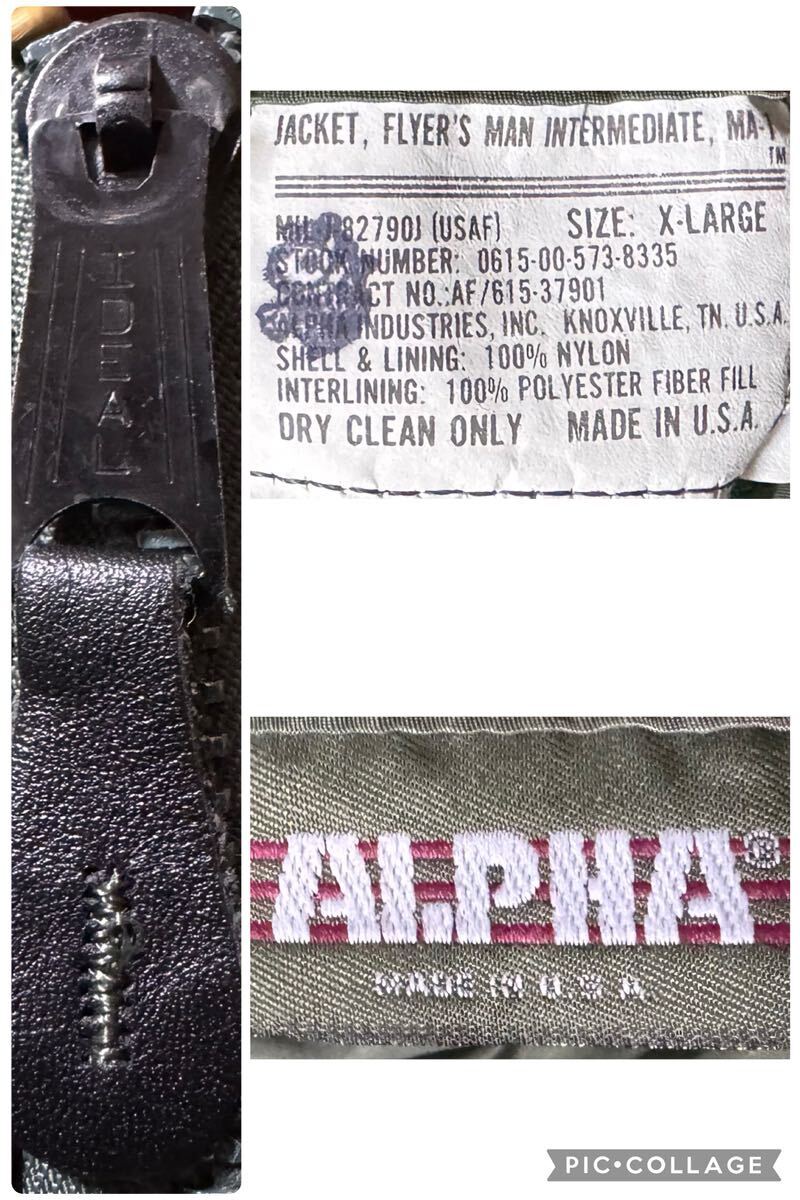 IDEAL
JACKET, FLYER'S MAN INTERMEDIATE, MA-1
TM
MIL-J-8279OJ (USAF) SIZE: X-LARGE
STOCK NUMBER: 0615-00-573-8335
CONTRACT NO.:AF/615-37901
ALPHA INDUSTRIES, INC. KNOXVILLE, TN. U.S.A.
SHELL & LINING: 100% NYLON
INTERLINING: 100% POLYESTER FIBER FILL
DRY CLEAN ONLY MADE IN U.S.A.
ALPHA®
MADE IN U.S.A.
PIC•COLLAGE